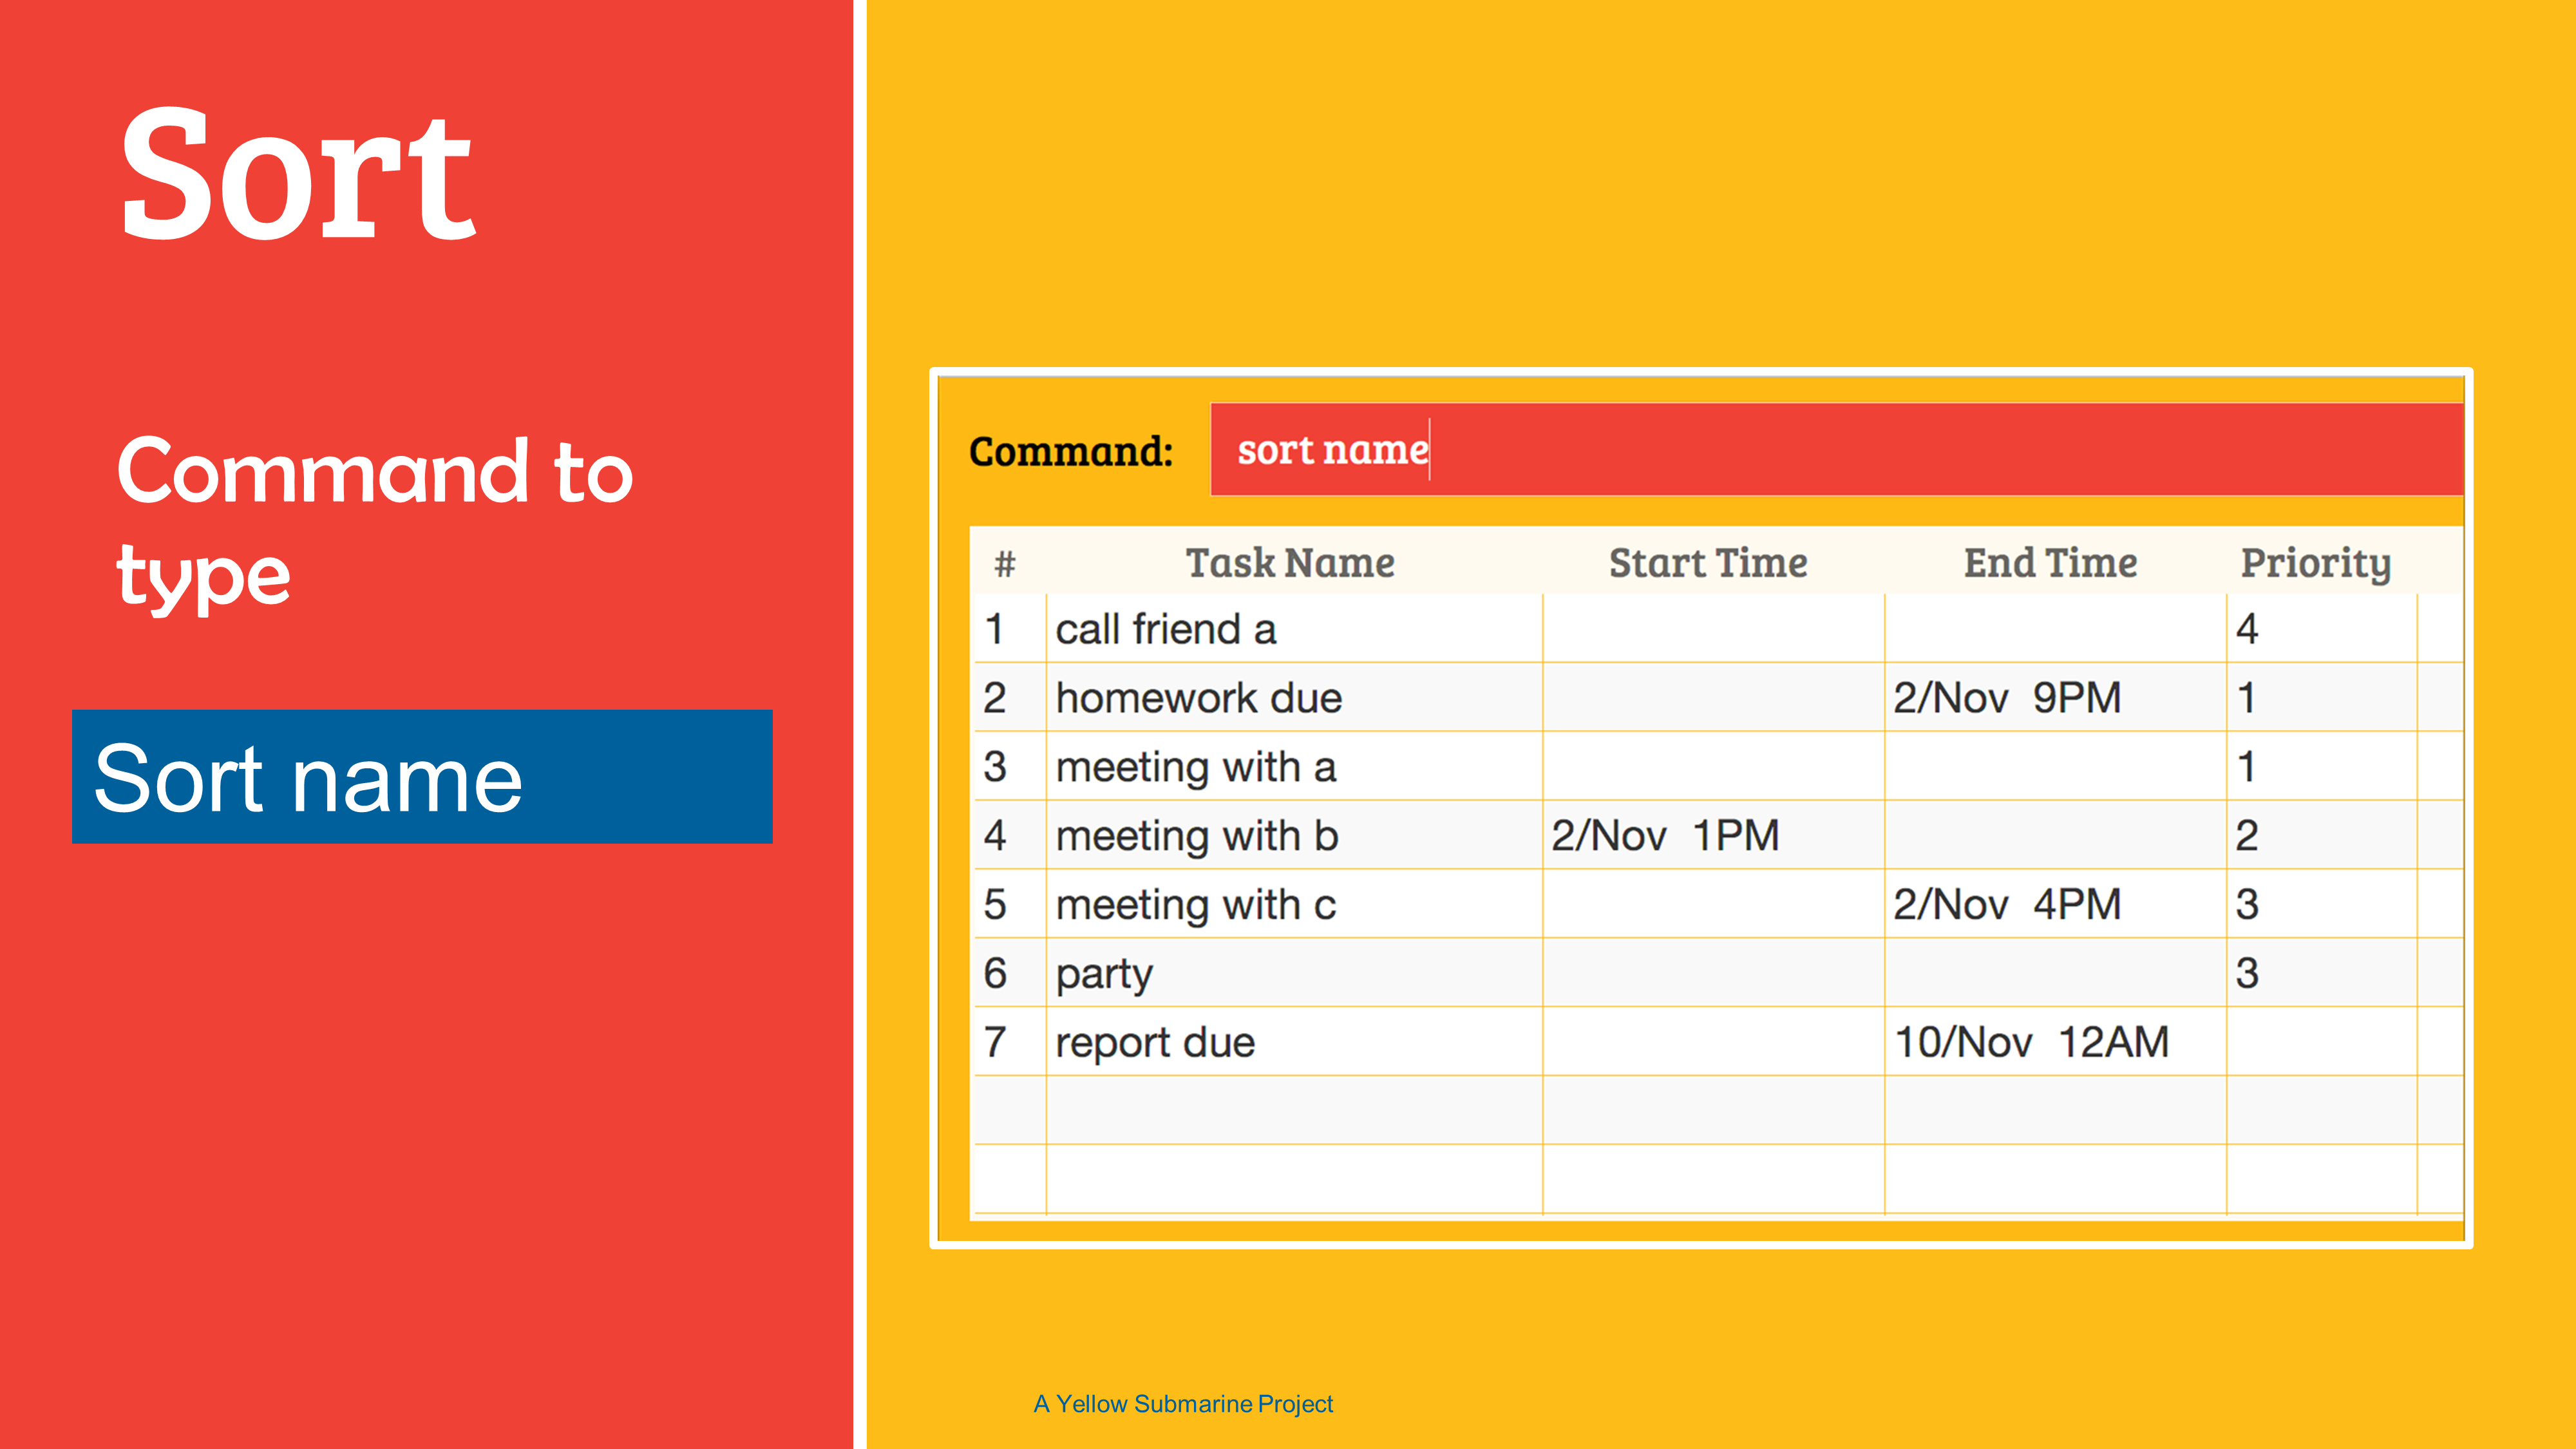 Sort
Command to
type
Sort name
Command: sort name
# Task Name Start Time End Time Priority
1 call friend a 4
2 homework due 2/Nov 9PM 1
3 meeting with a 1
4 meeting with b 2/Nov 1PM 2
5 meeting with c 2/Nov 4PM 3
6 party 3
7 report due 10/Nov 12AM
A Yellow Submarine Project